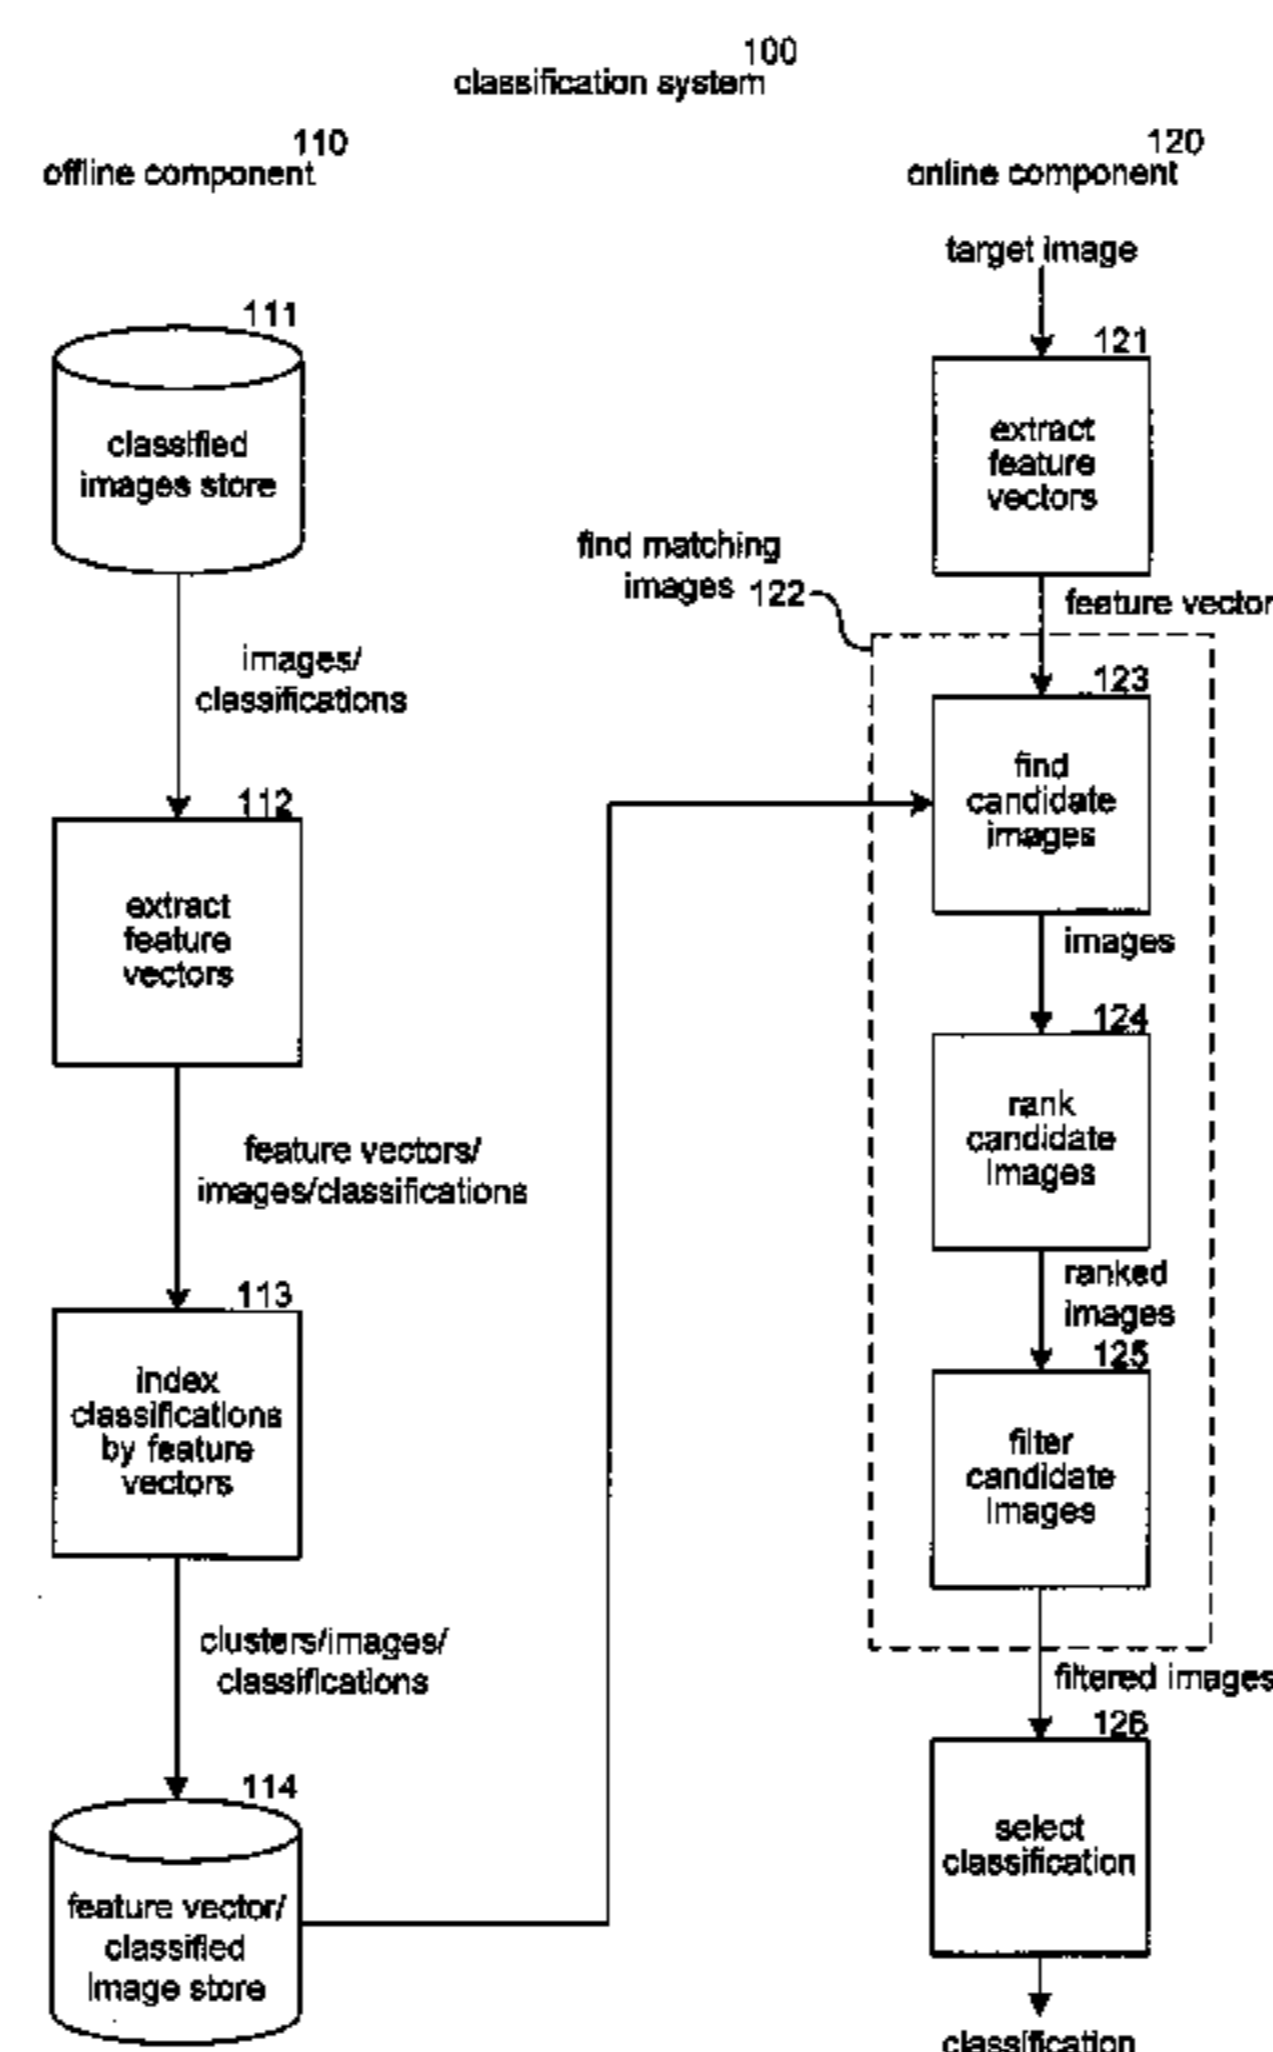 100
classification system
110
offline component
120
online component
target image
111
classified
images store
images/
classifications
112
extract
feature
vectors
feature vectors/
images/classifications
113
index
classifications
by feature
vectors
clusters/images/
classifications
114
feature vector/
classified
image store
121
extract
feature
vectors
feature vector
find matching
images 122
123
find
candidate
images
images
124
rank
candidate
images
ranked
images
125
filter
candidate
images
filtered images
126
select
classification
classification